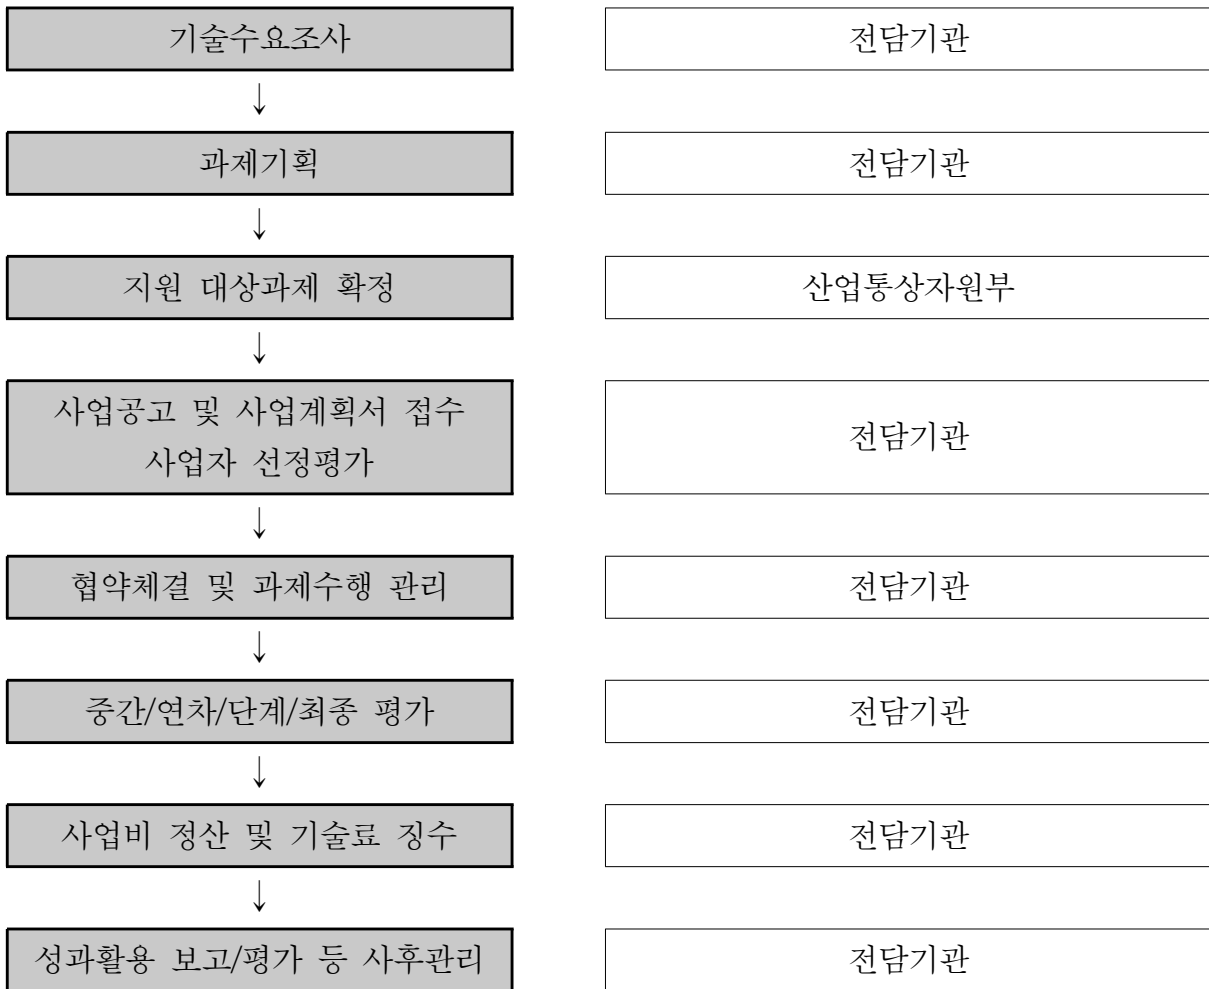 기술수요조사
전담기관
↓
과제기획
전담기관
↓
지원 대상과제 확정
산업통상자원부
↓
사업공고 및 사업계획서 접수
사업자 선정평가
전담기관
↓
협약체결 및 과제수행 관리
전담기관
↓
중간/연차/단계/최종 평가
전담기관
↓
사업비 정산 및 기술료 징수
전담기관
↓
성과활용 보고/평가 등 사후관리
전담기관